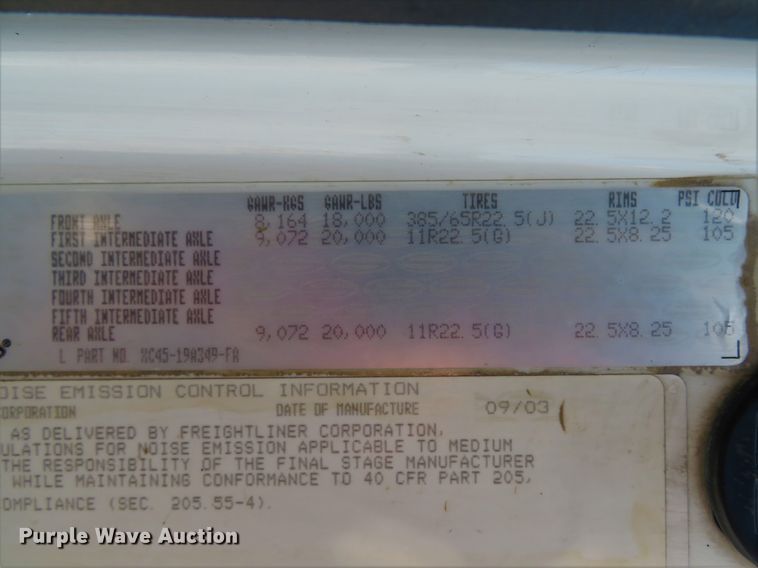 GAWR-KGS GAWR-LBS TIRES RIMS PSI COLD
FRONT AXLE 8,164 18,000 385/65R22.5(J) 22.5X12.2 120
FIRST INTERMEDIATE AXLE 9,072 20,000 11R22.5(G) 22.5X8.25 105
SECOND INTERMEDIATE AXLE
THIRD INTERMEDIATE AXLE
FOURTH INTERMEDIATE AXLE
FIFTH INTERMEDIATE AXLE
REAR AXLE 9,072 20,000 11R22.5(G) 22.5X8.25 105
L PART NO. XC45-19A349-FA
OISE EMISSION CONTROL INFORMATION
CORPORATION DATE OF MANUFACTURE 09/03
AS DELIVERED BY FREIGHTLINER CORPORATION,
ULATIONS FOR NOISE EMISSION APPLICABLE TO MEDIUM
THE RESPONSIBILITY OF THE FINAL STAGE MANUFACTURER
WHILE MAINTAINING CONFORMANCE TO 40 CFR PART 205,
COMPLIANCE (SEC. 205.55-4).
Purple Wave Auction